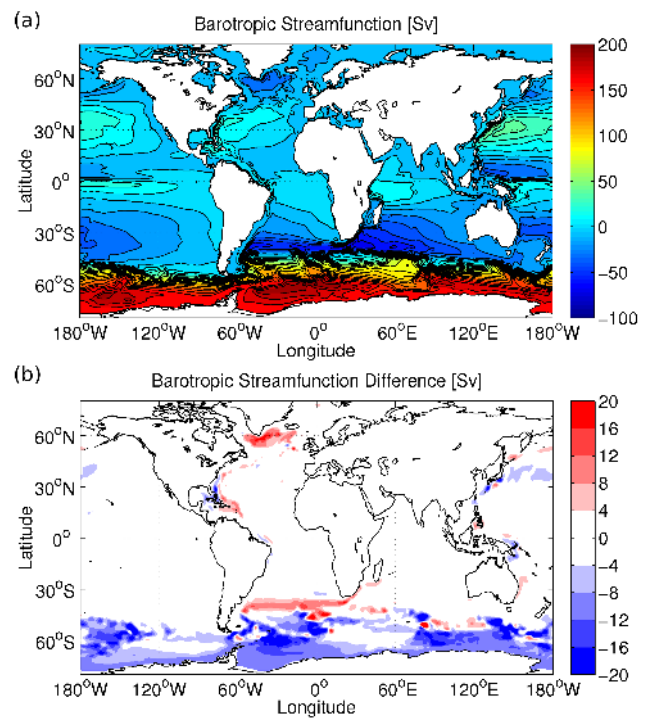 (a)
Barotropic Streamfunction [Sv]
60°N
30°N
0°
30°S
60°S
Latitude
180°W 120°W 60°W 0° 60°E 120°E 180°W
Longitude
200
150
100
50
0
−50
−100
(b)
Barotropic Streamfunction Difference [Sv]
60°N
30°N
0°
30°S
60°S
Latitude
180°W 120°W 60°W 0° 60°E 120°E 180°W
Longitude
20
16
12
8
4
−4
−8
−12
−16
−20